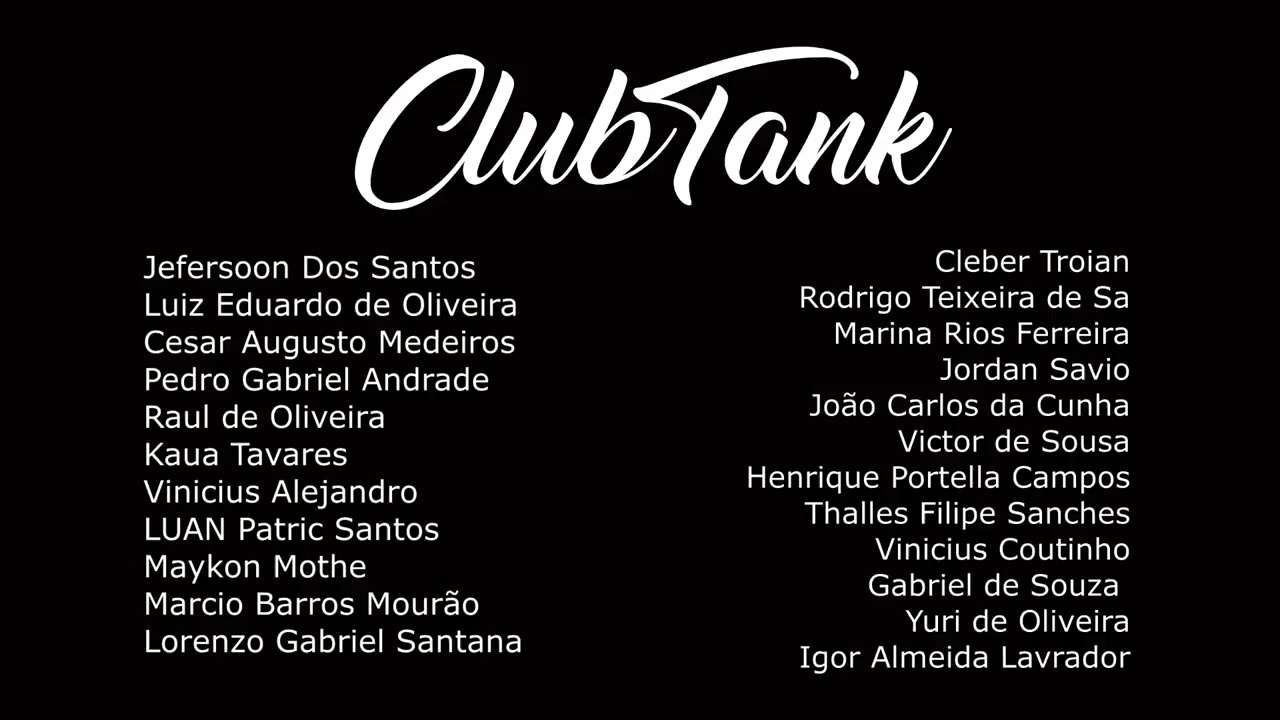 ClubTank
Jefersoon Dos Santos
Luiz Eduardo de Oliveira
Cesar Augusto Medeiros
Pedro Gabriel Andrade
Raul de Oliveira
Kaua Tavares
Vinicius Alejandro
LUAN Patric Santos
Maykon Mothe
Marcio Barros Mourão
Lorenzo Gabriel Santana
Cleber Troian
Rodrigo Teixeira de Sa
Marina Rios Ferreira
Jordan Savio
João Carlos da Cunha
Victor de Sousa
Henrique Portella Campos
Thalles Filipe Sanches
Vinicius Coutinho
Gabriel de Souza
Yuri de Oliveira
Igor Almeida Lavrador